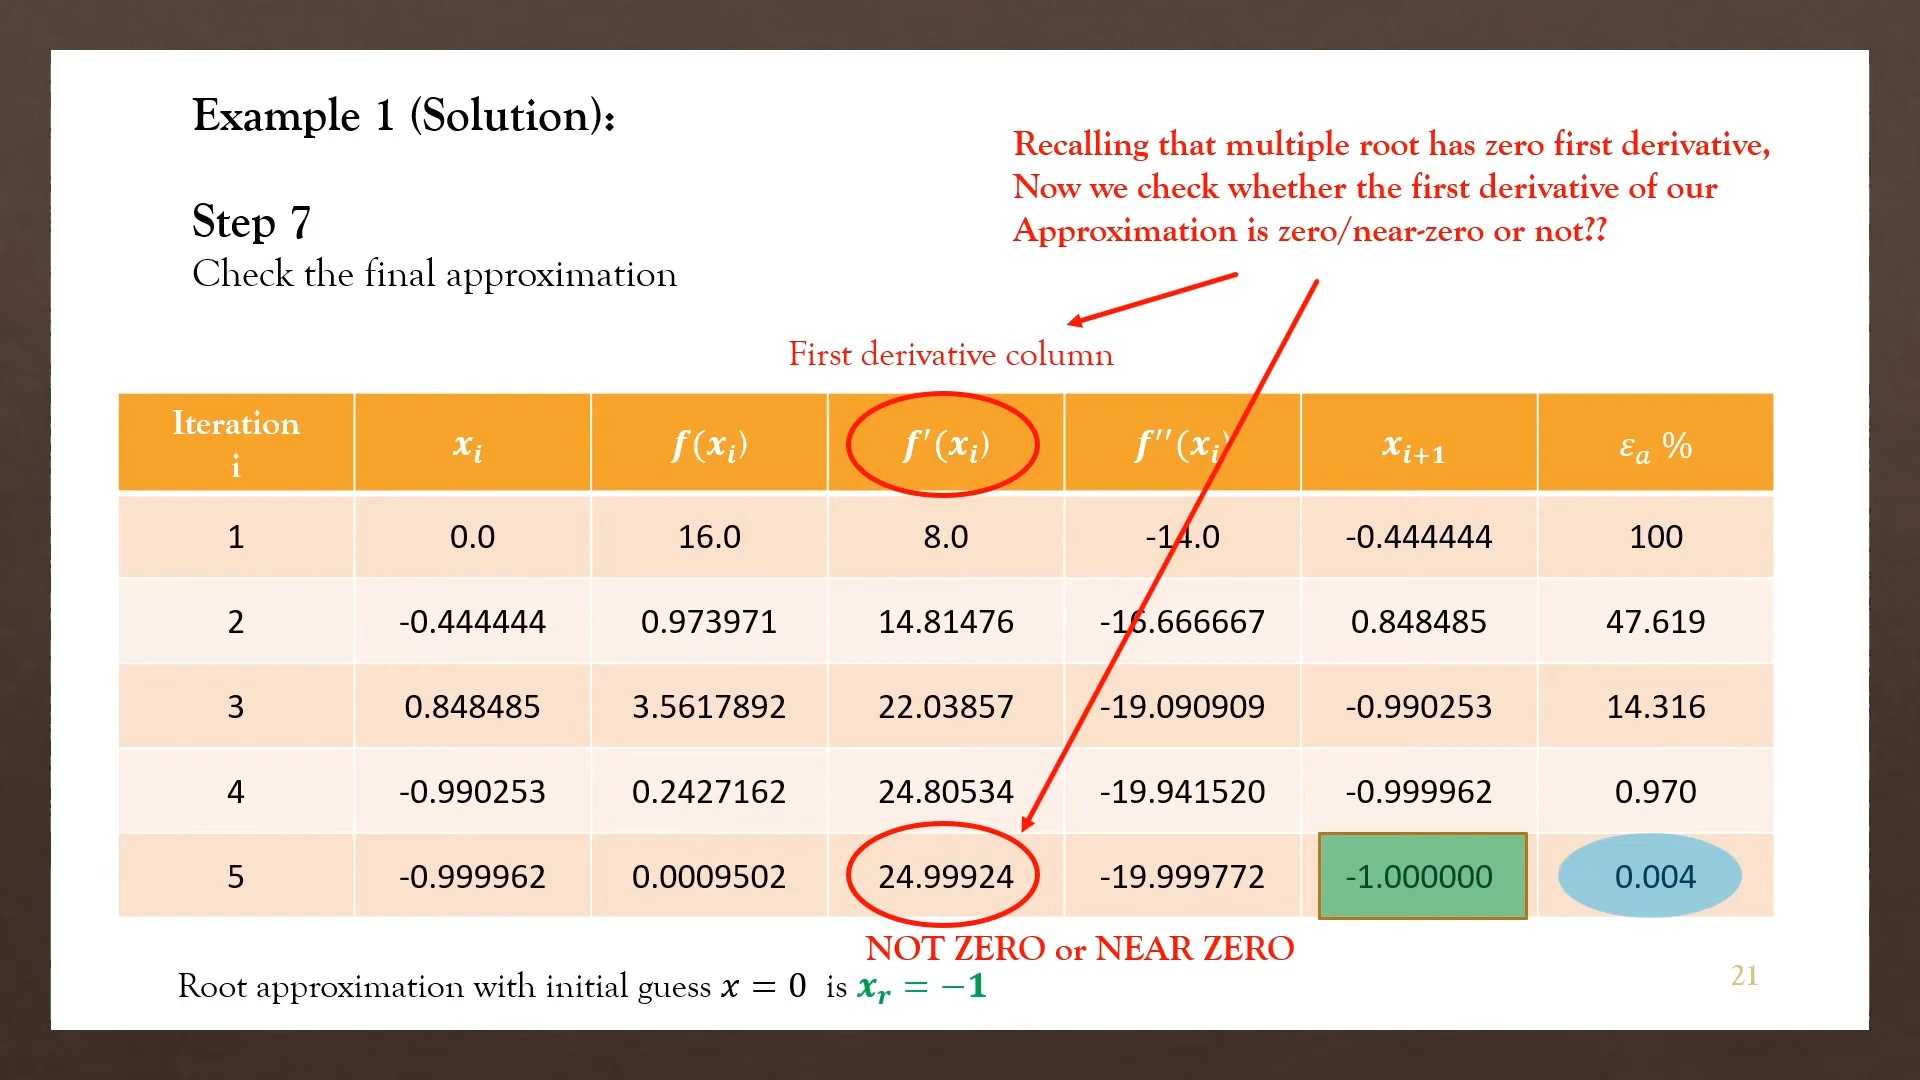 Example 1 (Solution):
Step 7
Check the final approximation
Recalling that multiple root has zero first derivative,
Now we check whether the first derivative of our
Approximation is zero/near-zero or not??
First derivative column
Iteration i xᵢ f(xᵢ) f′(xᵢ) f′′(xᵢ) xᵢ₊₁ εₐ %
1 0.0 16.0 8.0 -14.0 -0.444444 100
2 -0.444444 0.973971 14.81476 -16.666667 0.848485 47.619
3 0.848485 3.5617892 22.03857 -19.090909 -0.990253 14.316
4 -0.990253 0.2427162 24.80534 -19.941520 -0.999962 0.970
5 -0.999962 0.0009502 24.99924 -19.999772 -1.000000 0.004
NOT ZERO or NEAR ZERO
Root approximation with initial guess x = 0 is xᵣ = −1
21